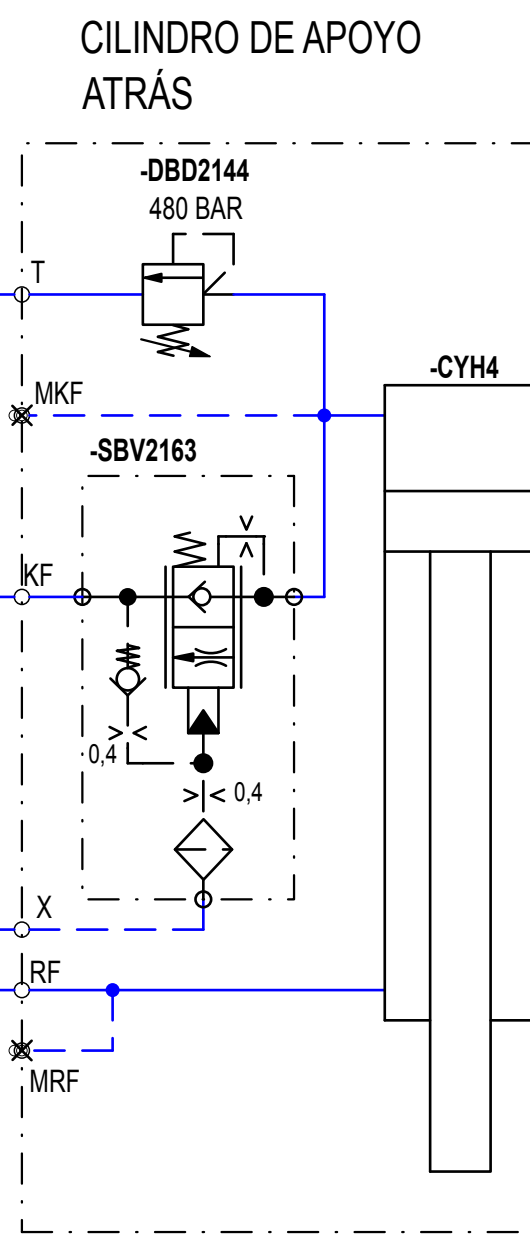 CILINDRO DE APOYO
ATRÁS
-DBD2144
480 BAR
T
-CYH4
MKF
-SBV2163
KF
0,4
0,4
X
RF
MRF